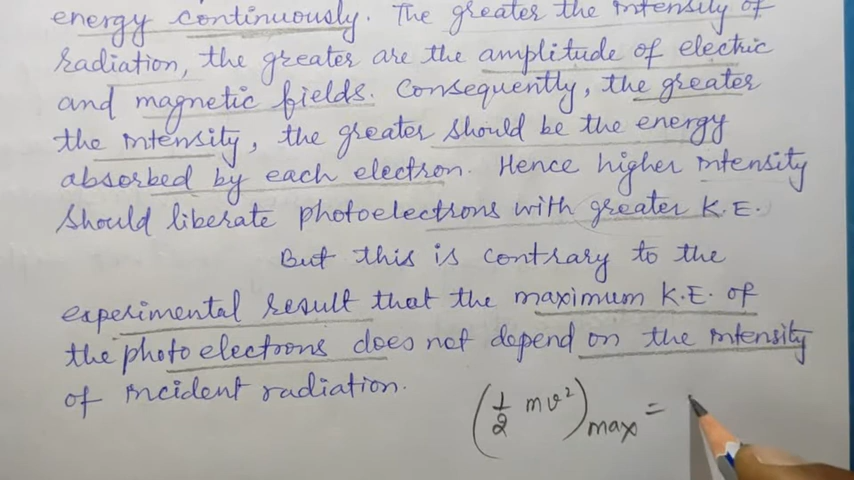 energy continuously. The greater the intensity of
radiation, the greater are the amplitude of electric
and magnetic fields. Consequently, the greater
the intensity, the greater should be the energy
absorbed by each electron. Hence higher intensity
should liberate photoelectrons with greater K.E.
But this is contrary to the
experimental result that the maximum K.E. of
the photoelectrons does not depend on the intensity
of incident radiation.
(1/2 mv²)max =